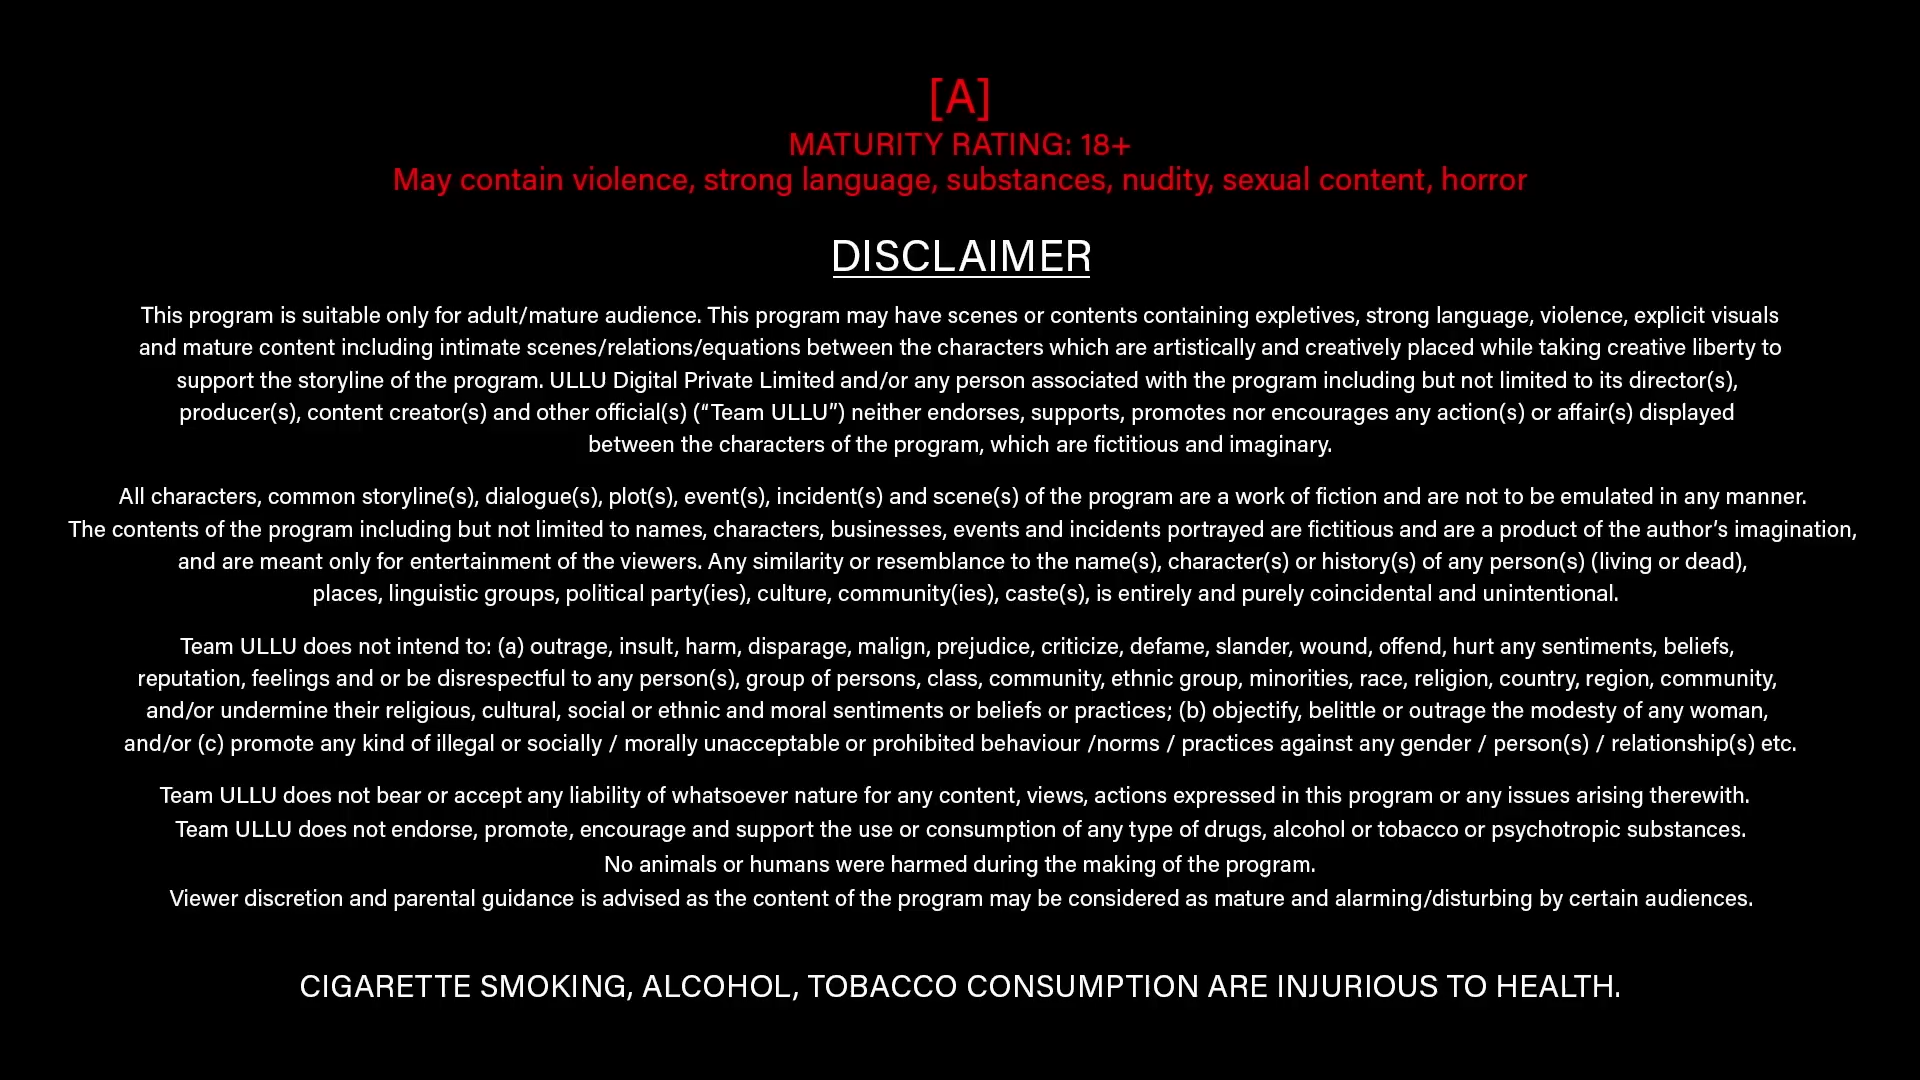 [A]
MATURITY RATING: 18+
May contain violence, strong language, substances, nudity, sexual content, horror
DISCLAIMER
This program is suitable only for adult/mature audience. This program may have scenes or contents containing expletives, strong language, violence, explicit visuals
and mature content including intimate scenes/relations/equations between the characters which are artistically and creatively placed while taking creative liberty to
support the storyline of the program. ULLU Digital Private Limited and/or any person associated with the program including but not limited to its director(s),
producer(s), content creator(s) and other official(s) (“Team ULLU”) neither endorses, supports, promotes nor encourages any action(s) or affair(s) displayed
between the characters of the program, which are fictitious and imaginary.
All characters, common storyline(s), dialogue(s), plot(s), event(s), incident(s) and scene(s) of the program are a work of fiction and are not to be emulated in any manner.
The contents of the program including but not limited to names, characters, businesses, events and incidents portrayed are fictitious and are a product of the author’s imagination,
and are meant only for entertainment of the viewers. Any similarity or resemblance to the name(s), character(s) or history(s) of any person(s) (living or dead),
places, linguistic groups, political party(ies), culture, community(ies), caste(s), is entirely and purely coincidental and unintentional.
Team ULLU does not intend to: (a) outrage, insult, harm, disparage, malign, prejudice, criticize, defame, slander, wound, offend, hurt any sentiments, beliefs,
reputation, feelings and or be disrespectful to any person(s), group of persons, class, community, ethnic group, minorities, race, religion, country, region, community,
and/or undermine their religious, cultural, social or ethnic and moral sentiments or beliefs or practices; (b) objectify, belittle or outrage the modesty of any woman,
and/or (c) promote any kind of illegal or socially / morally unacceptable or prohibited behaviour /norms / practices against any gender / person(s) / relationship(s) etc.
Team ULLU does not bear or accept any liability of whatsoever nature for any content, views, actions expressed in this program or any issues arising therewith.
Team ULLU does not endorse, promote, encourage and support the use or consumption of any type of drugs, alcohol or tobacco or psychotropic substances.
No animals or humans were harmed during the making of the program.
Viewer discretion and parental guidance is advised as the content of the program may be considered as mature and alarming/disturbing by certain audiences.
CIGARETTE SMOKING, ALCOHOL, TOBACCO CONSUMPTION ARE INJURIOUS TO HEALTH.